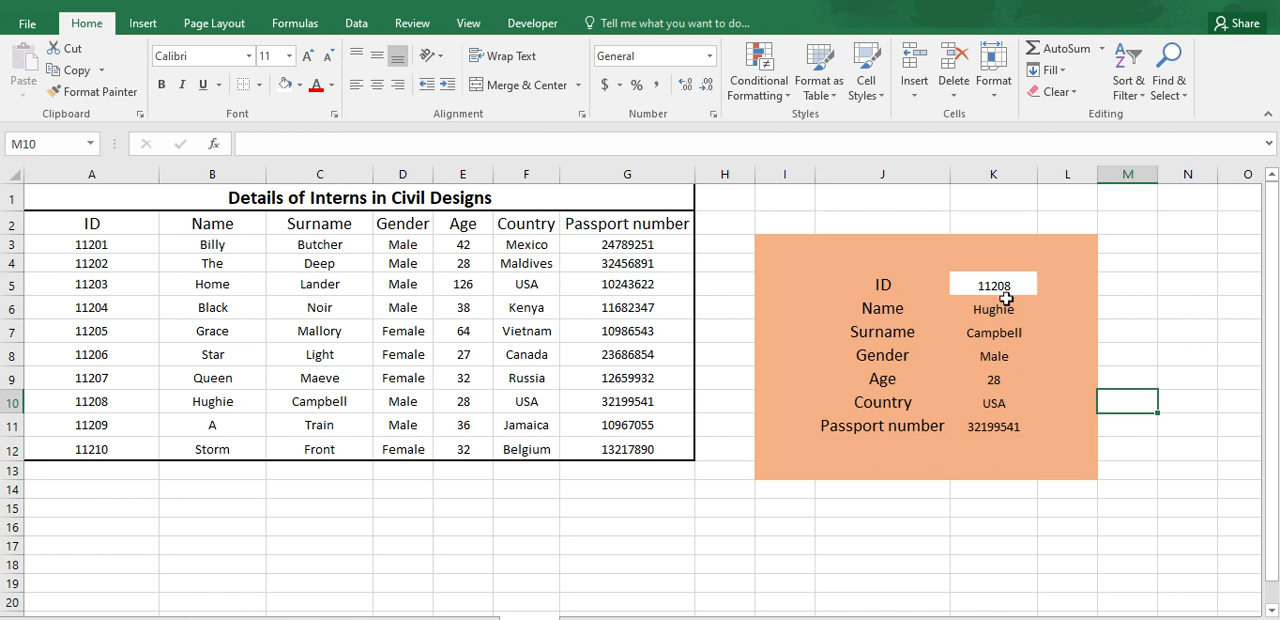 File Home Insert Page Layout Formulas Data Review View Developer Tell me what you want to do... Share
Cut
Copy
Format Painter
Paste
Clipboard
Calibri 11 A A
B I U A
Font
Wrap Text
Merge & Center
Alignment
General
$ % ,
Number
Conditional Formatting
Format as Table
Cell Styles
Styles
Insert Delete Format
Cells
AutoSum
Fill
Clear
Sort & Filter
Find & Select
Editing
M10 fx
A B C D E F G H I J K L M N O
1 Details of Interns in Civil Designs
2 ID Name Surname Gender Age Country Passport number
3 11201 Billy Butcher Male 42 Mexico 24789251
4 11202 The Deep Male 28 Maldives 32456891
5 11203 Home Lander Male 126 USA 10243622 ID 11208
6 11204 Black Noir Male 38 Kenya 11682347 Name Hughie
7 11205 Grace Mallory Female 64 Vietnam 10986543 Surname Campbell
8 11206 Star Light Female 27 Canada 23686854 Gender Male
9 11207 Queen Maeve Female 32 Russia 12659932 Age 28
10 11208 Hughie Campbell Male 28 USA 32199541 Country USA
11 11209 A Train Male 36 Jamaica 10967055 Passport number 32199541
12 11210 Storm Front Female 32 Belgium 13217890
13
14
15
16
17
18
19
20